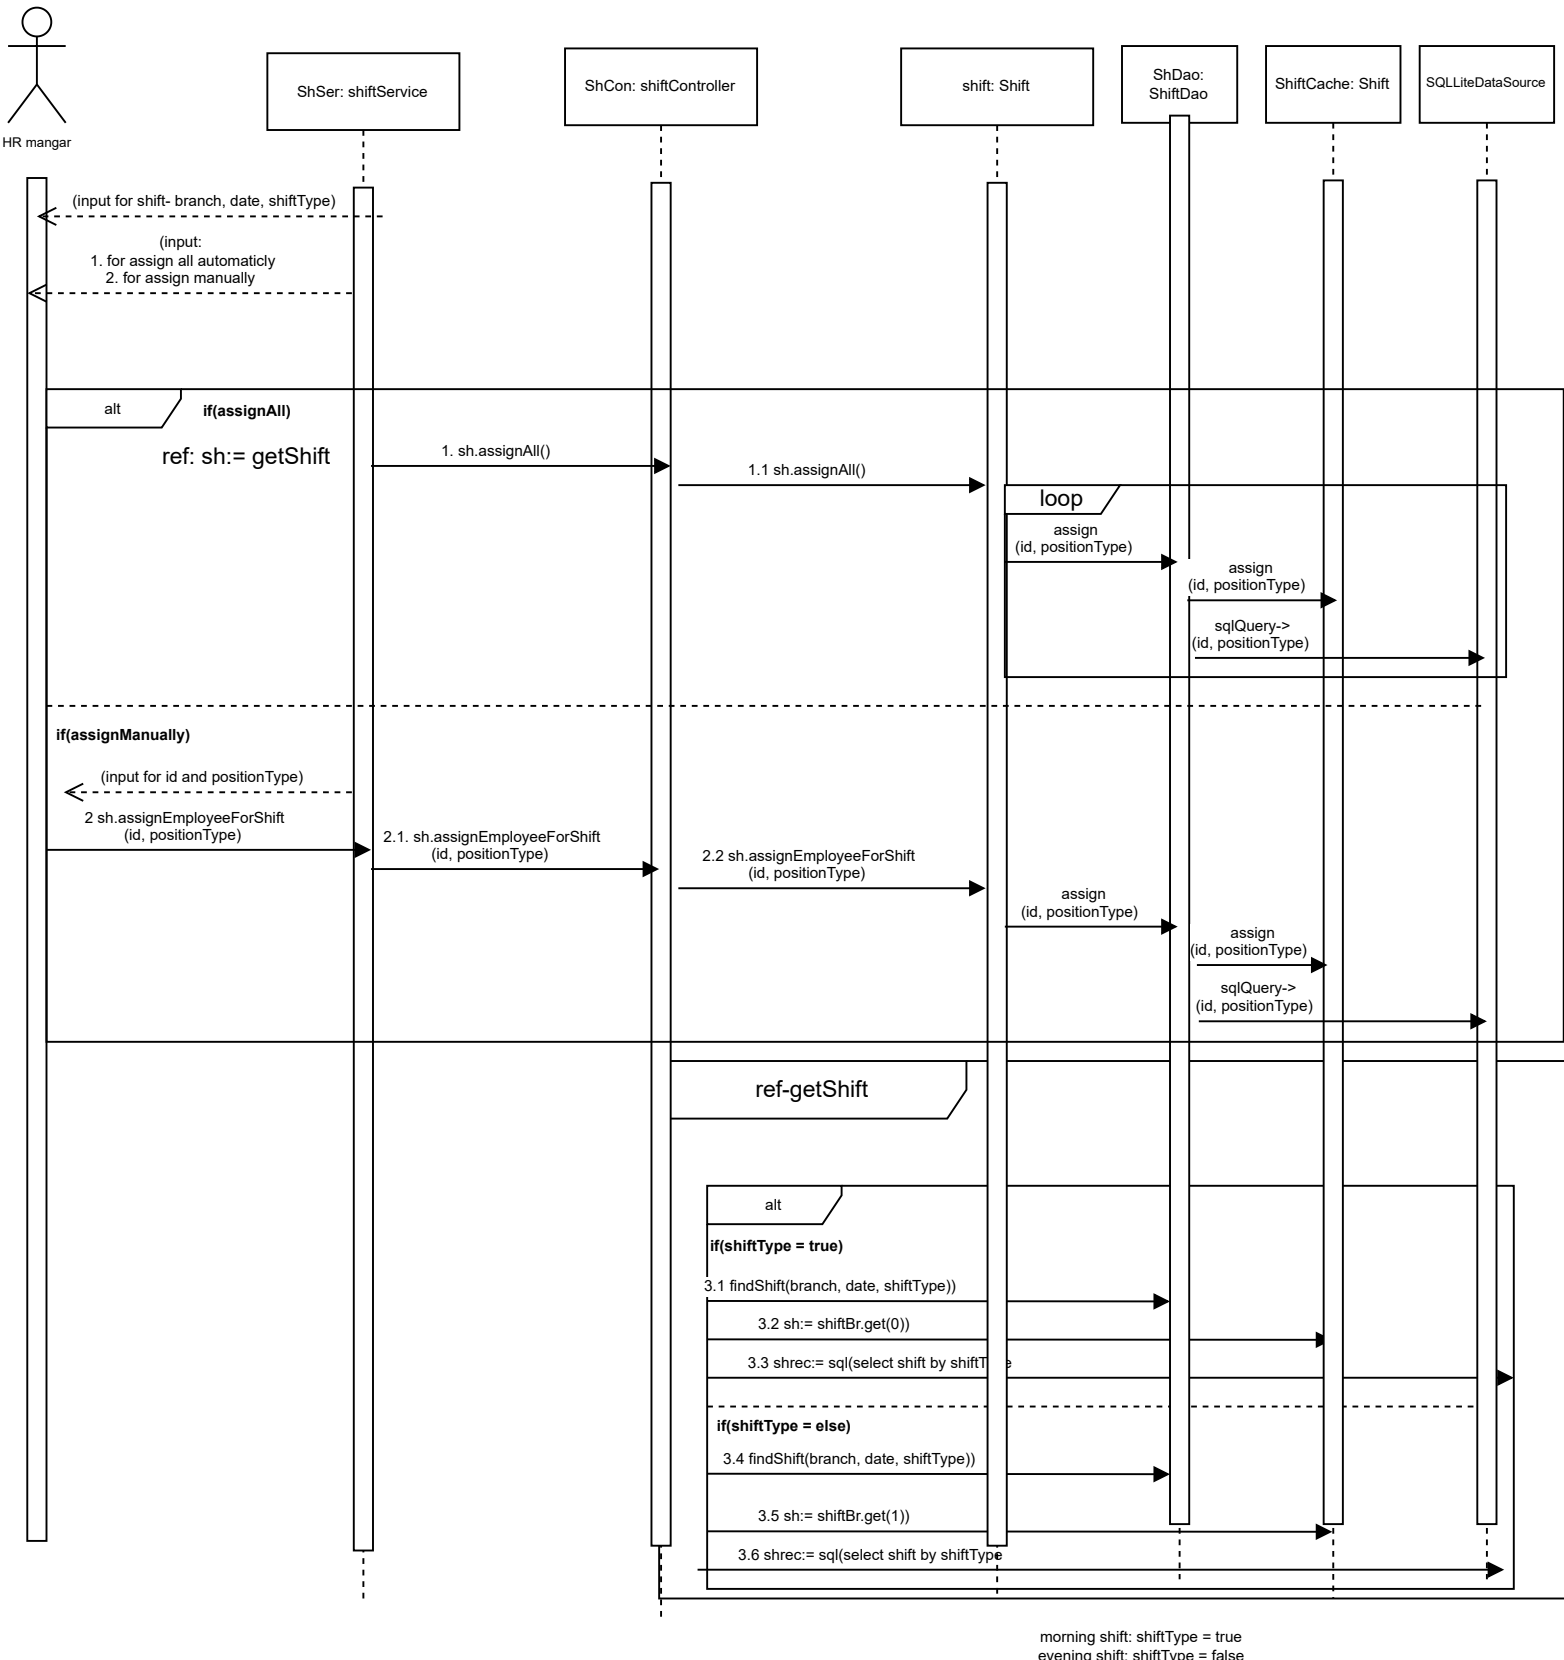 HR mangar
ShSer: shiftService
ShCon: shiftController
shift: Shift
ShDao:
ShiftDao
ShiftCache: Shift
SQLLiteDataSource
(input for shift- branch, date, shiftType)
(input:
1. for assign all automaticly
2. for assign manually
alt
if(assignAll)
ref: sh:= getShift
1. sh.assignAll()
1.1 sh.assignAll()
loop
assign
(id, positionType)
assign
(id, positionType)
sqlQuery->
(id, positionType)
if(assignManually)
(input for id and positionType)
2 sh.assignEmployeeForShift
(id, positionType)
2.1. sh.assignEmployeeForShift
(id, positionType)
2.2 sh.assignEmployeeForShift
(id, positionType)
assign
(id, positionType)
assign
(id, positionType)
sqlQuery->
(id, positionType)
ref-getShift
alt
if(shiftType = true)
3.1 findShift(branch, date, shiftType))
3.2 sh:= shiftBr.get(0))
3.3 shrec:= sql(select shift by
if(shiftType = else)
3.4 findShift(branch, date, shiftType))
3.5 sh:= shiftBr.get(1))
3.6 shrec:= sql(select shift by shiftType
morning shift: shiftType = true
evening shift: shiftType = false